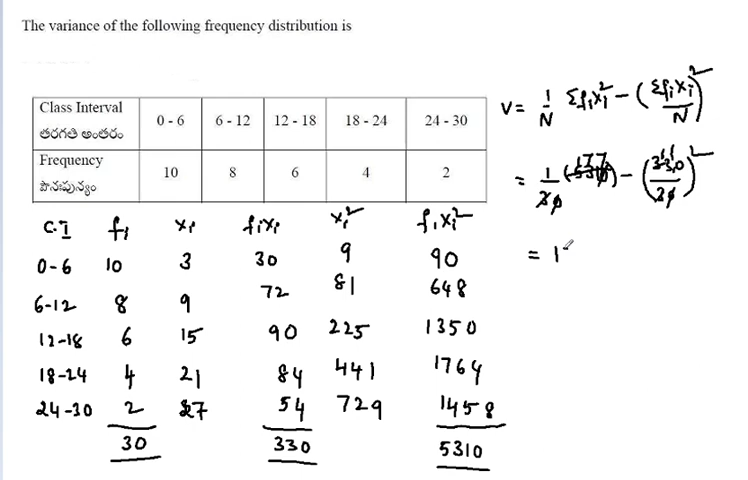 The variance of the following frequency distribution is
Class Interval తరగతి అంతరం 0 - 6 6 - 12 12 - 18 18 - 24 24 - 30
Frequency పౌనఃపున్యం 10 8 6 4 2
V = 1/N Σfixi² - (Σfixi/N)²
= 1/30 (5310) 177 - (330/30)² 11
= 1
C.I fi xi fixi xi² fixi²
0-6 10 3 30 9 90
6-12 8 9 72 81 648
12-18 6 15 90 225 1350
18-24 4 21 84 441 1764
24-30 2 27 54 729 1458
30 330 5310